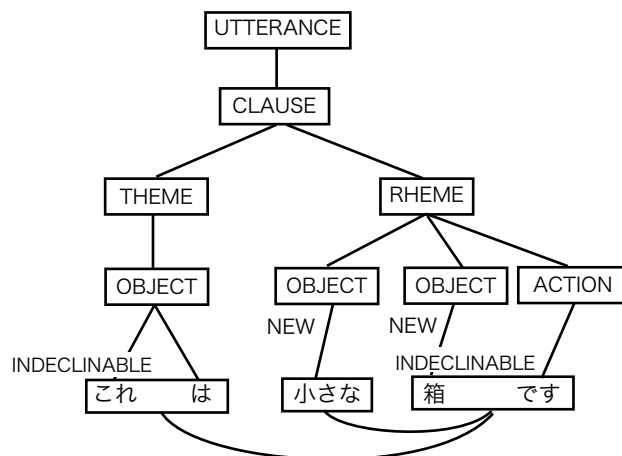 UTTERANCE
CLAUSE
THEME RHEME
OBJECT OBJECT OBJECT ACTION
NEW NEW
INDECLINABLE INDECLINABLE
これ は 小さな 箱 です